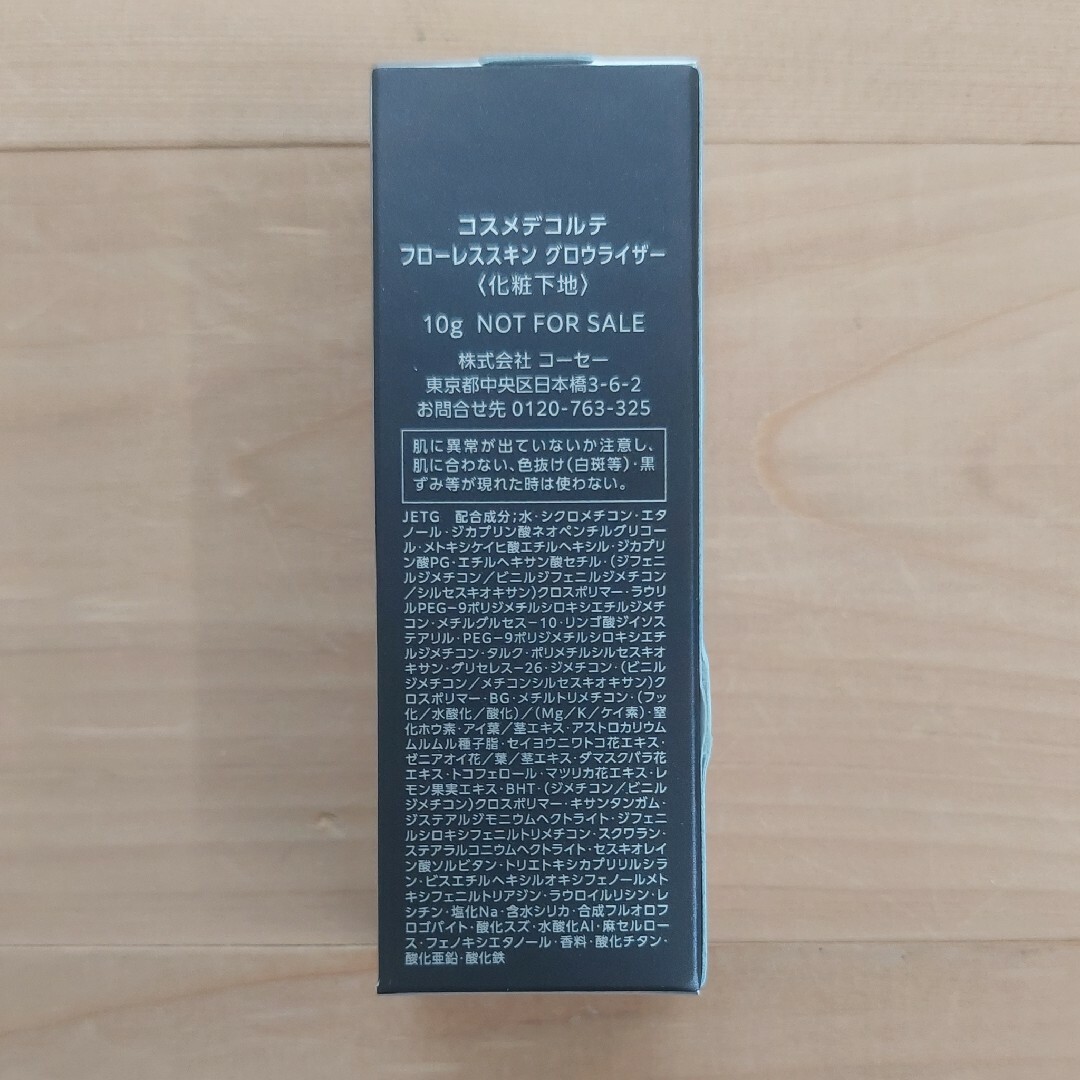 コスメデコルテ
フローレススキン グロウライザー
〈化粧下地〉
10g NOT FOR SALE
株式会社 コーセー
東京都中央区日本橋3-6-2
お問合せ先 0120-763-325
肌に異常が出ていないか注意し、
肌に合わない、色抜け(白斑等)・黒
ずみ等が現れた時は使わない。
JETG 配合成分;水・シクロメチコン・エタ
ノール・ジカプリン酸ネオペンチルグリコー
ル・メトキシケイヒ酸エチルヘキシル・ジカプリ
ン酸PG・エチルヘキサン酸セチル・(ジフェニ
ルジメチコン/ビニルジフェニルジメチコン
/シルセスキオキサン)クロスポリマー・ラウリ
ルPEG-9ポリジメチルシロキシエチルジメチ
コン・メチルグルセス-10・リンゴ酸ジイソス
テアリル・PEG-9ポリジメチルシロキシエチ
ルジメチコン・タルク・ポリメチルシルセスキオ
キサン・グリセレス-26・ジメチコン・(ビニル
ジメチコン/メチコンシルセスキオキサン)ク
ロスポリマー・BG・メチルトリメチコン・(フッ
化/水酸化/酸化)/(Mg/K/ケイ素)・窒
化ホウ素・アイ葉/茎エキス・アストロカリウム
ムルムル種子脂・セイヨウニワトコ花エキス・
ゼニアオイ花/葉/茎エキス・ダマスクバラ花
エキス・トコフェロール・マツリカ花エキス・レ
モン果実エキス・BHT・(ジメチコン/ビニル
ジメチコン)クロスポリマー・キサンタンガム・
ジステアルジモニウムヘクトライト・ジフェニ
ルシロキシフェニルトリメチコン・スクワラン・
ステアラルコニウムヘクトライト・セスキオレイ
ン酸ソルビタン・トリエトキシカプリリルシラ
ン・ビスエチルヘキシルオキシフェノールメト
キシフェニルトリアジン・ラウロイルリシン・レ
シチン・塩化Na・含水シリカ・合成フルオロフ
ロゴパイト・酸化スズ・水酸化Al・麻セルロー
ス・フェノキシエタノール・香料・酸化チタン・
酸化亜鉛・酸化鉄